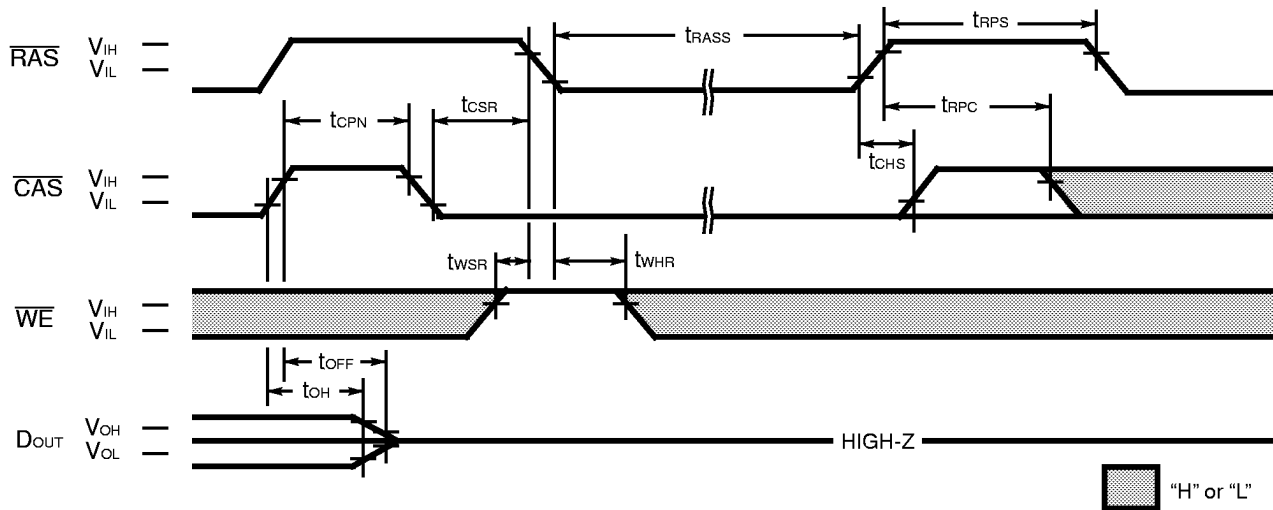 tRPS
RAS
VIH
VIL
tRASS
tCPN
tCSR
tRPC
tCHS
CAS
VIH
VIL
tWSR
tWHR
WE
VIH
VIL
tOFF
tOH
DOUT
VOH
VOL
HIGH-Z
“H” or “L”